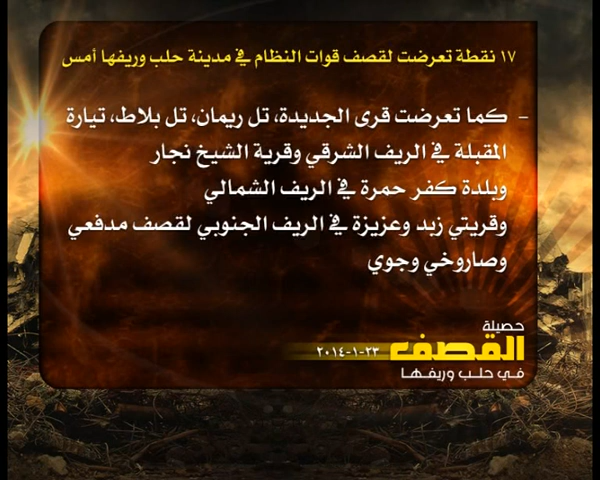 ١٧ نقطة تعرضت لقصف قوات النظام في مدينة حلب وريفها أمس
- كما تعرضت قرى الجديدة، تل ريمان، تل بلاط، تيارة
المقبلة في الريف الشرقي وقرية الشيخ نجار
وبلدة كفر حمرة في الريف الشمالي
وقريتي زبد وعزيزة في الريف الجنوبي لقصف مدفعي
وصاروخي وجوي
حصيلة
القصف
٢٣-١-٢٠١٤
في حلب وريفها